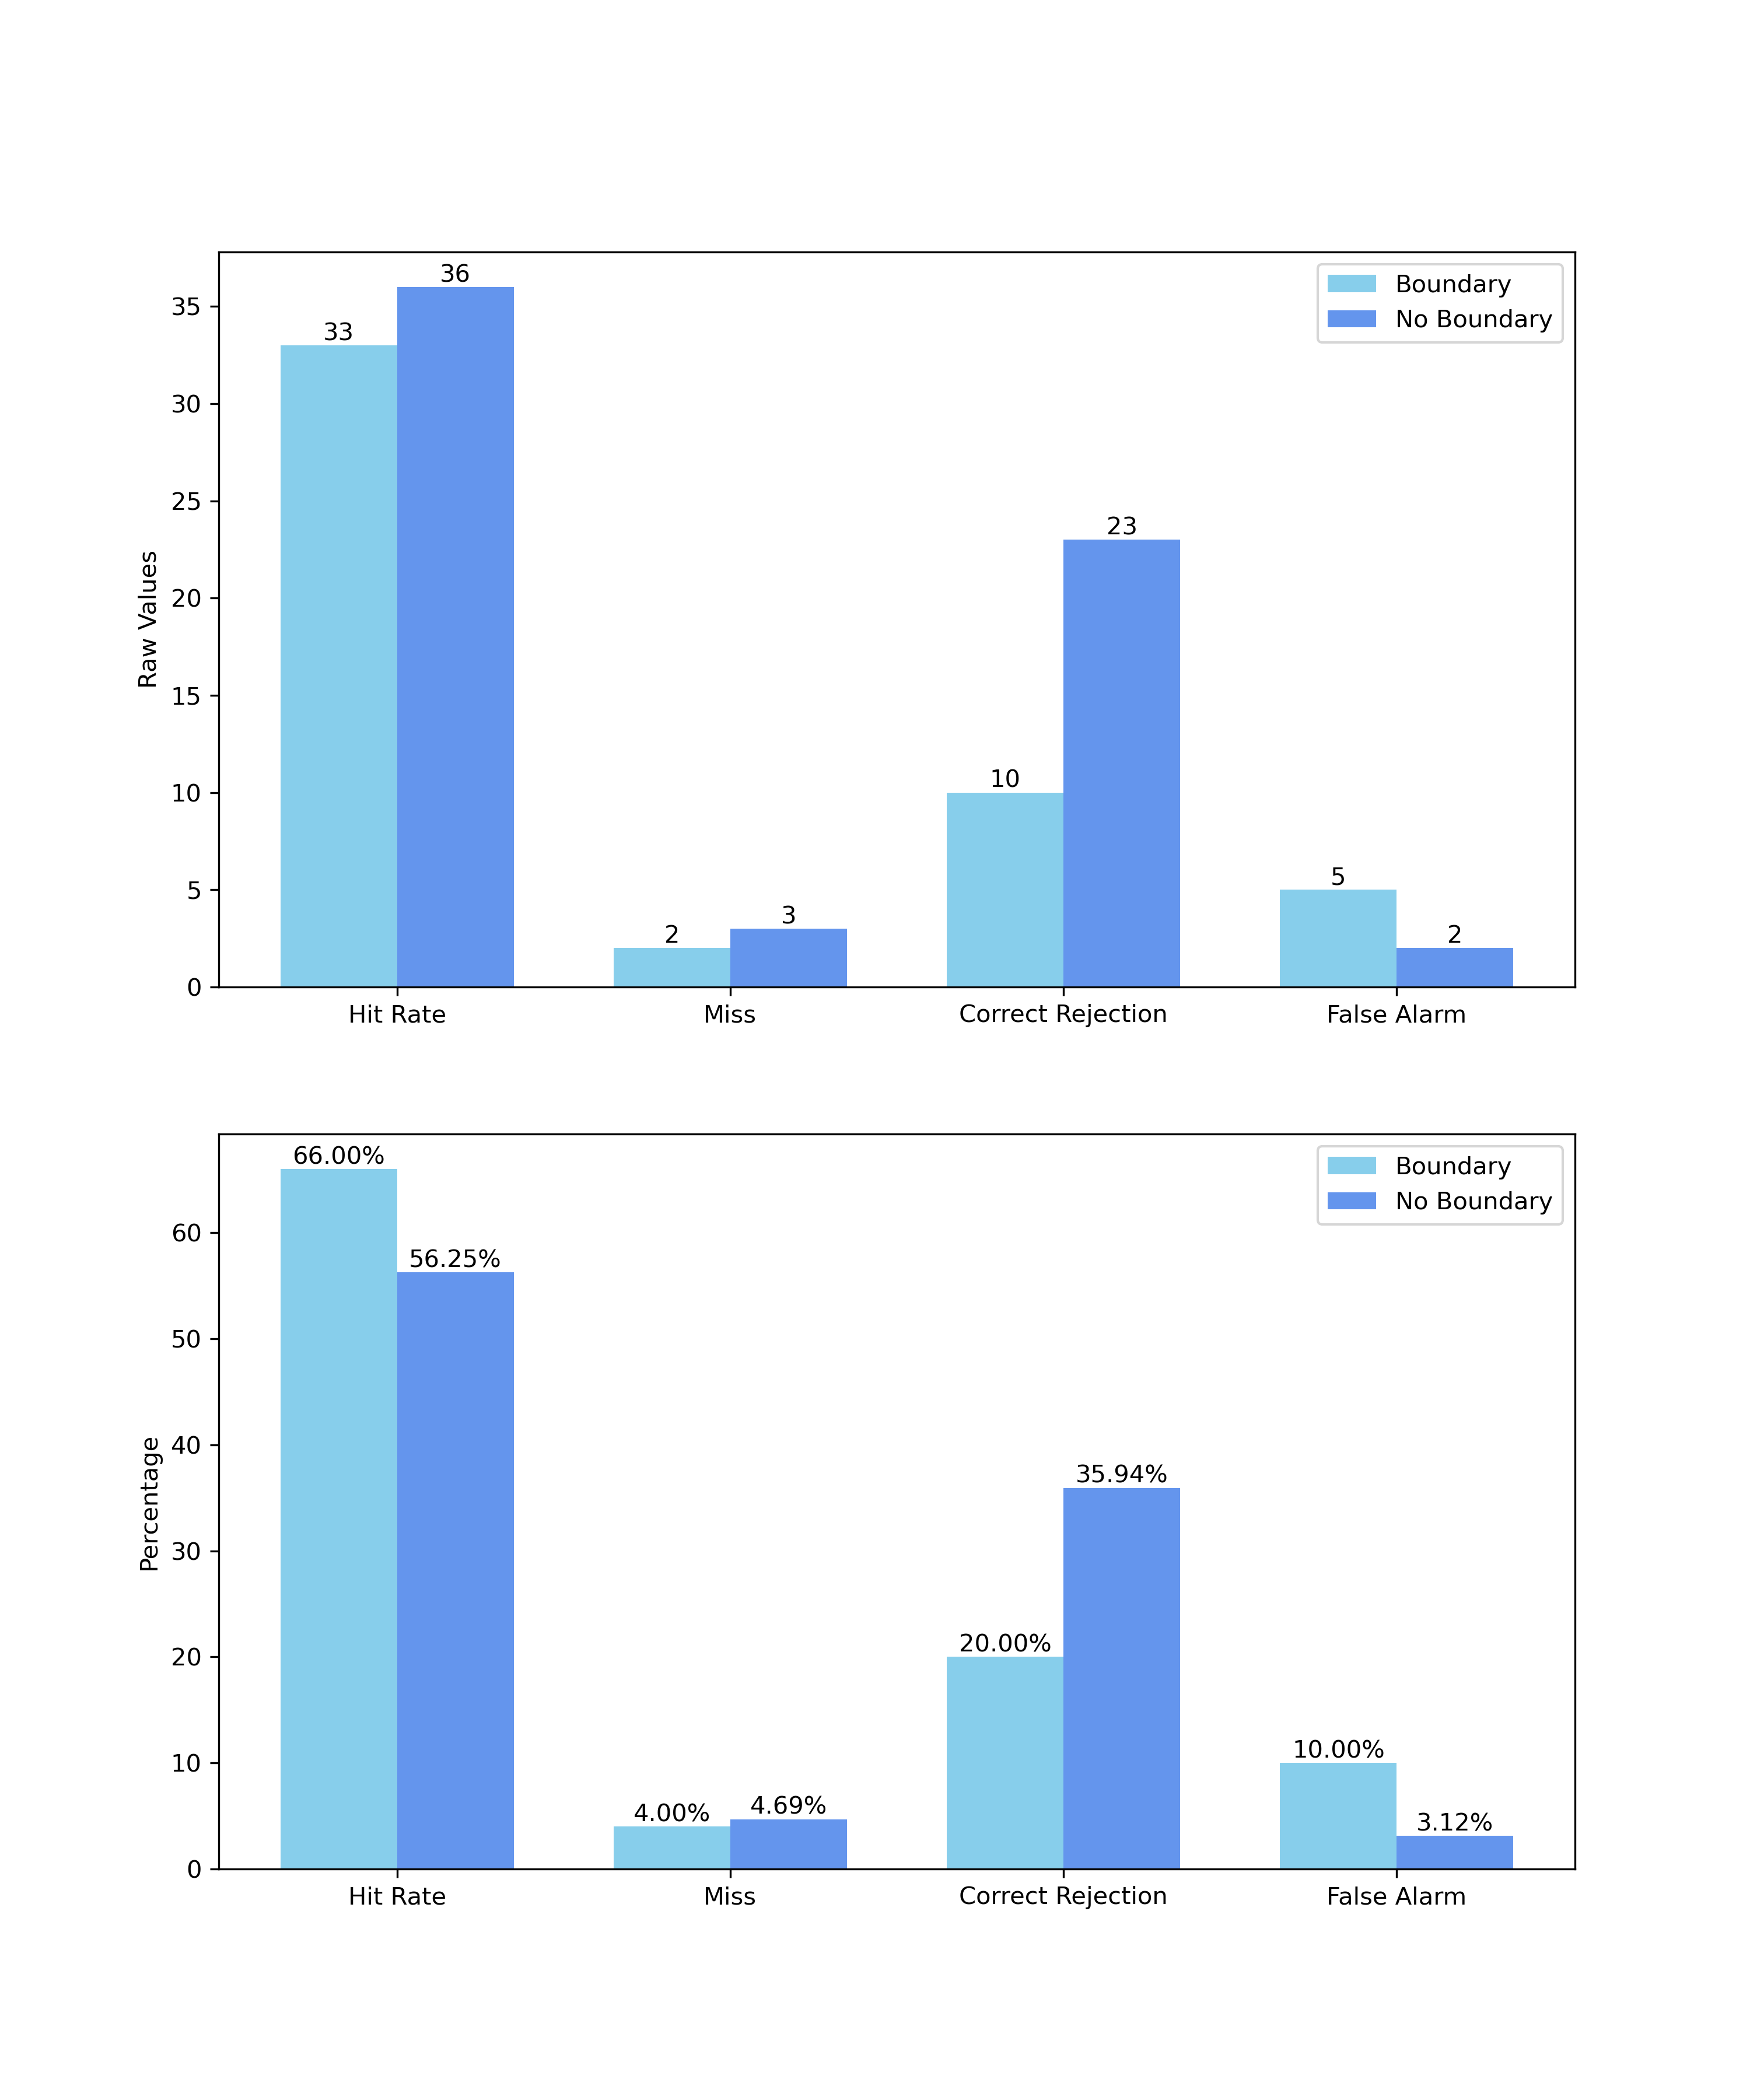 36
33
35
30
25
23
20
15
10
10
5
5
3
2
2
0
Raw Values
Boundary
No Boundary
Hit Rate
Miss
Correct Rejection
False Alarm
66.00%
56.25%
60
50
40
35.94%
30
20.00%
20
10.00%
10
4.00%
4.69%
3.12%
0
Percentage
Boundary
No Boundary
Hit Rate
Miss
Correct Rejection
False Alarm